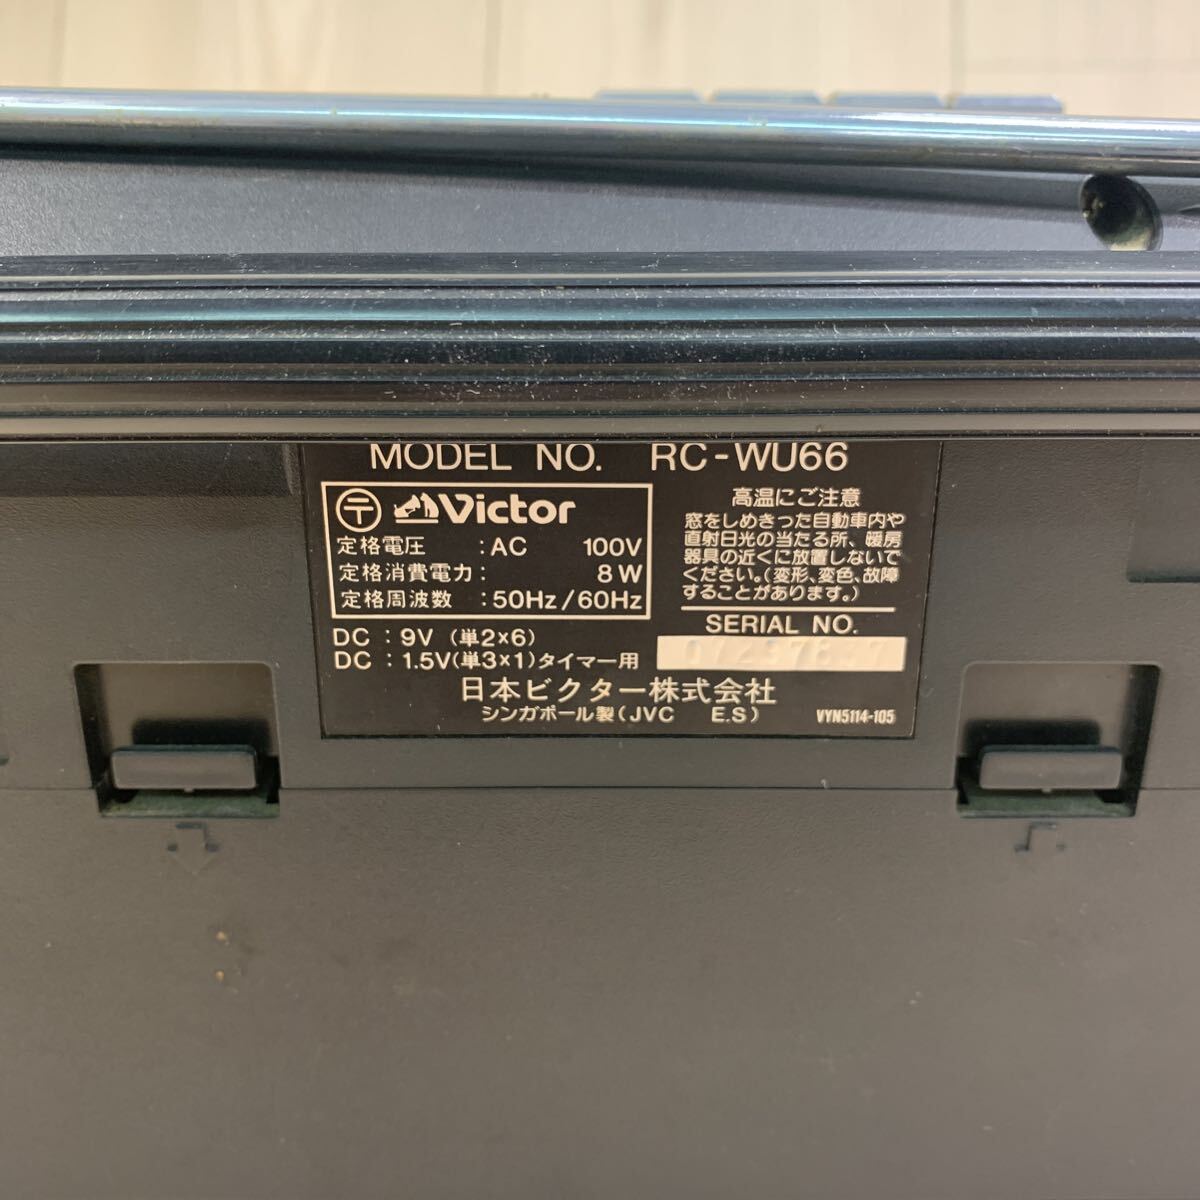 MODEL NO. RC-WU66
〒 Victor
定格電圧 : AC 100V
定格消費電力 : 8W
定格周波数 : 50Hz/60Hz
DC : 9V (単2×6)
DC : 1.5V(単3×1)タイマー用
高温にご注意
窓をしめきった自動車内や
直射日光の当たる所、暖房
器具の近くに放置しないで
ください。(変形、変色、故障
することがあります。)
SERIAL NO.
日本ビクター株式会社
シンガポール製(JVC E.S)
VYN5114-105